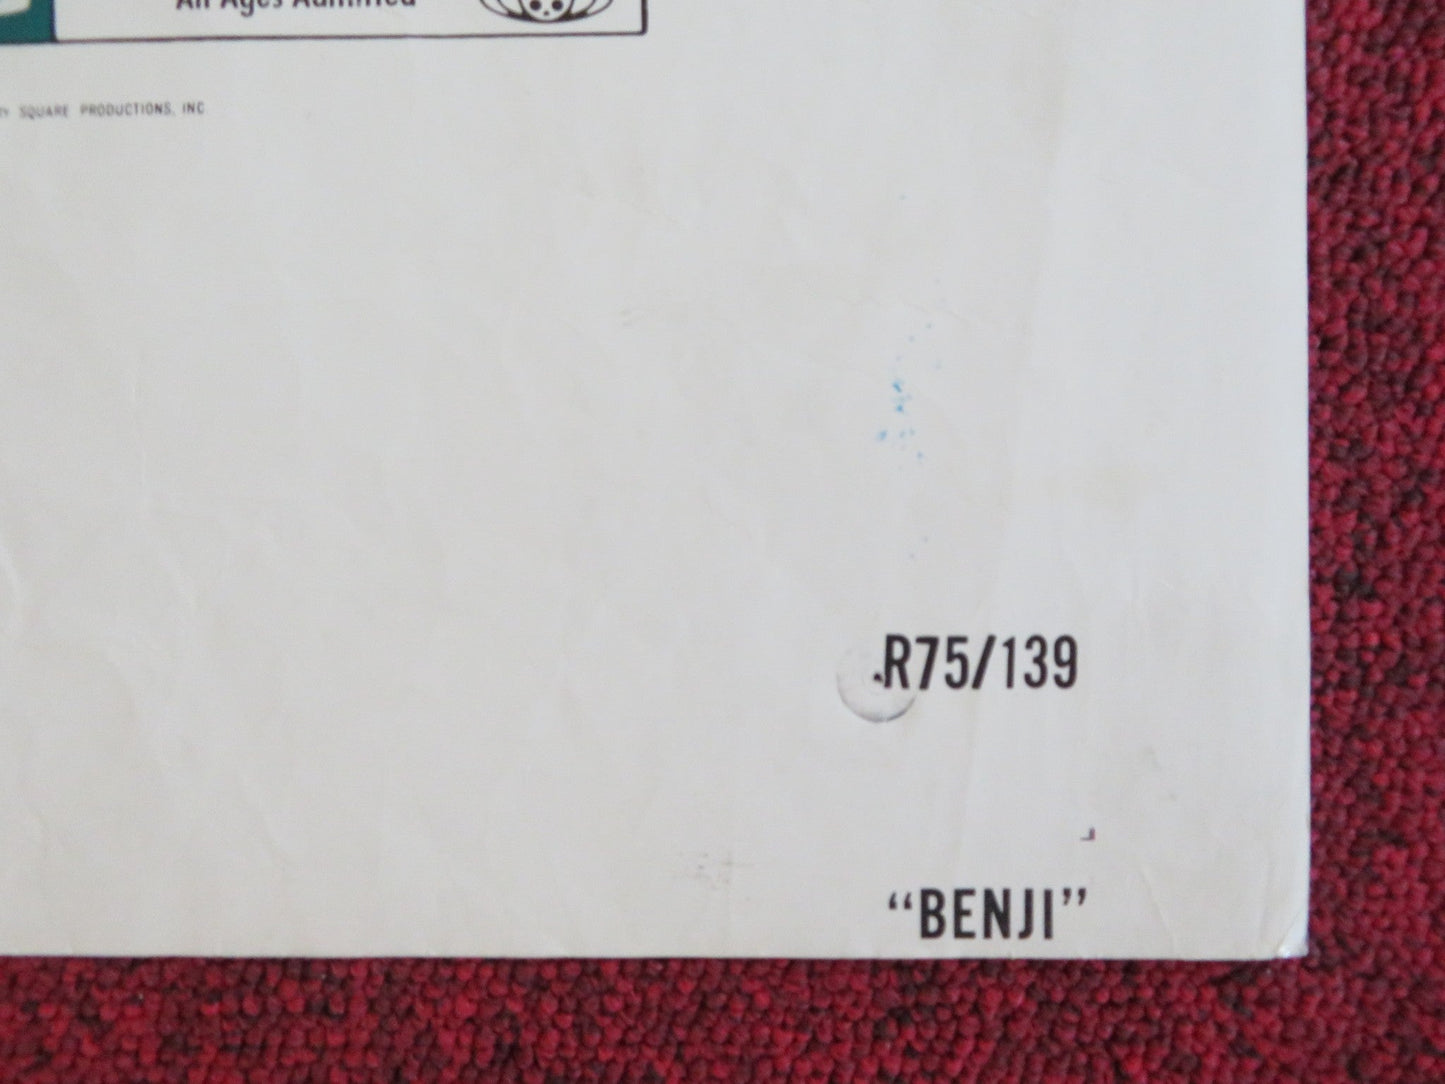 All Ages Admitted
SQUARE PRODUCTIONS, INC
R75/139
“BENJI”